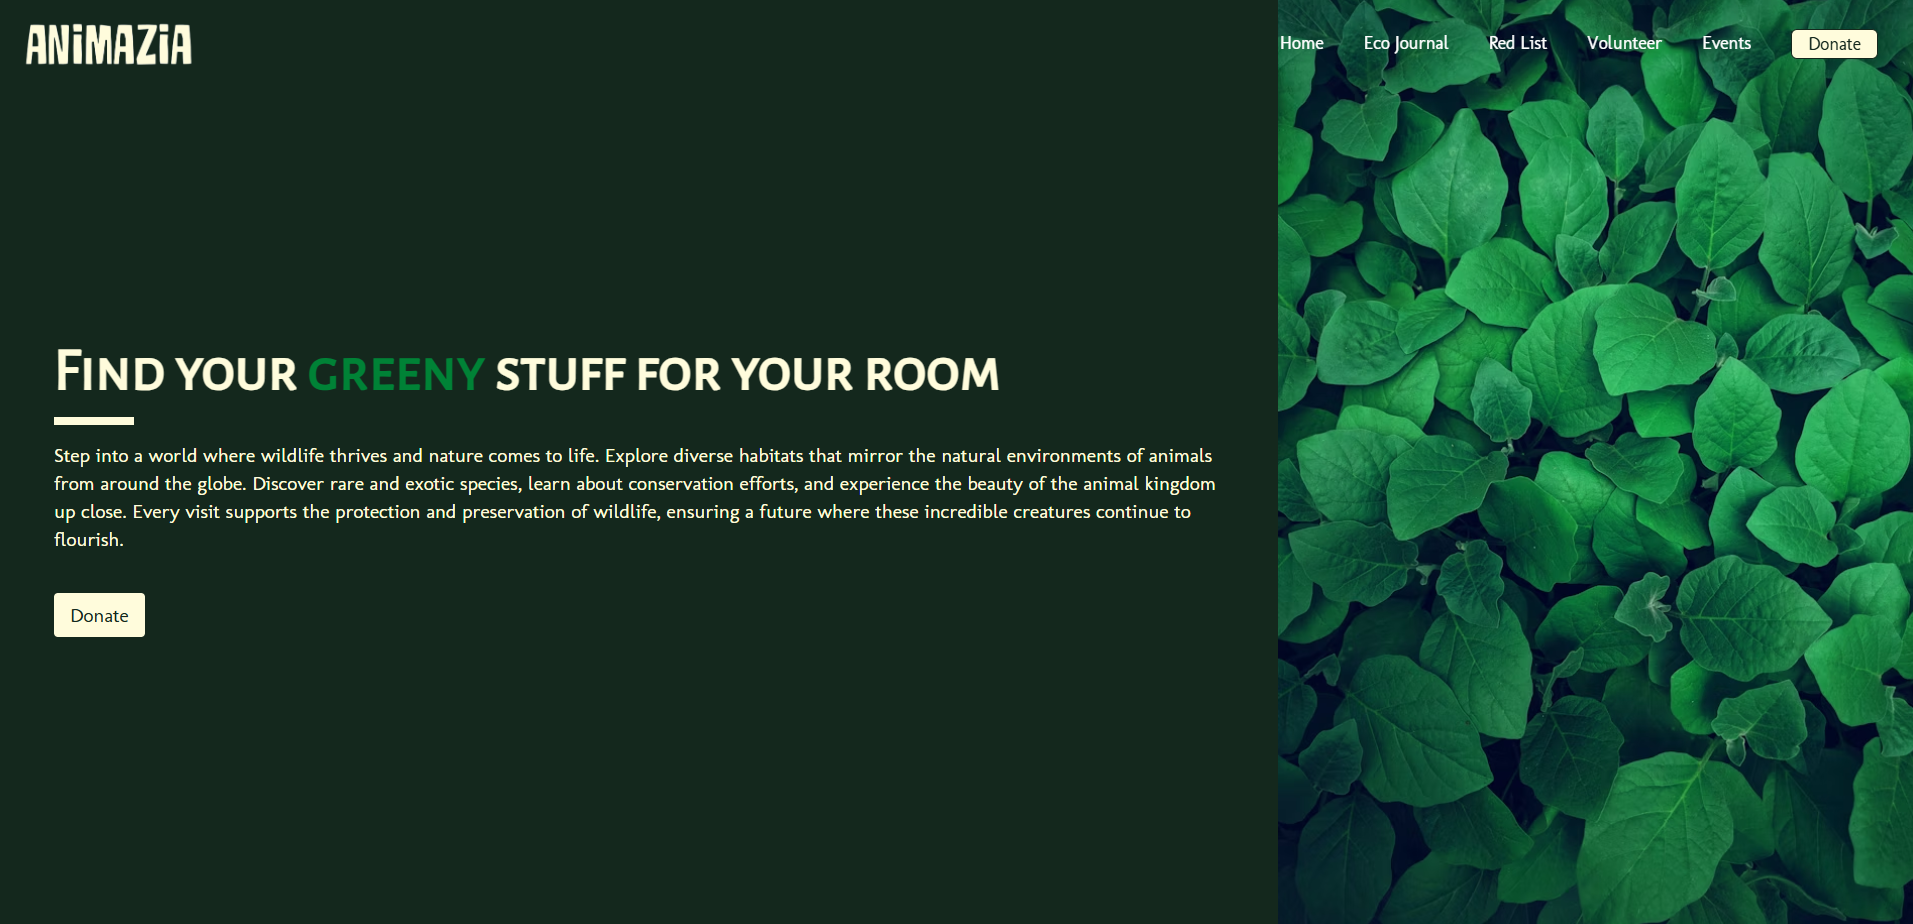 ANiMAZiA
Home Eco Journal Red List Volunteer Events Donate
Find your greeny stuff for your room
Step into a world where wildlife thrives and nature comes to life. Explore diverse habitats that mirror the natural environments of animals
from around the globe. Discover rare and exotic species, learn about conservation efforts, and experience the beauty of the animal kingdom
up close. Every visit supports the protection and preservation of wildlife, ensuring a future where these incredible creatures continue to
flourish.
Donate